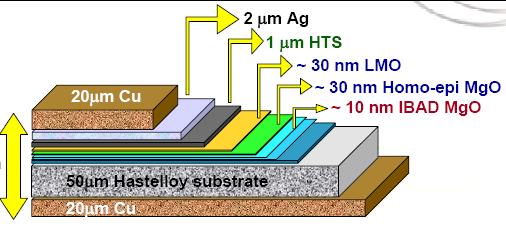 2 μm Ag
1 μm HTS
~ 30 nm LMO
~ 30 nm Homo-epi MgO
~ 10 nm IBAD MgO
20μm Cu
50μm Hastelloy substrate
20μm Cu